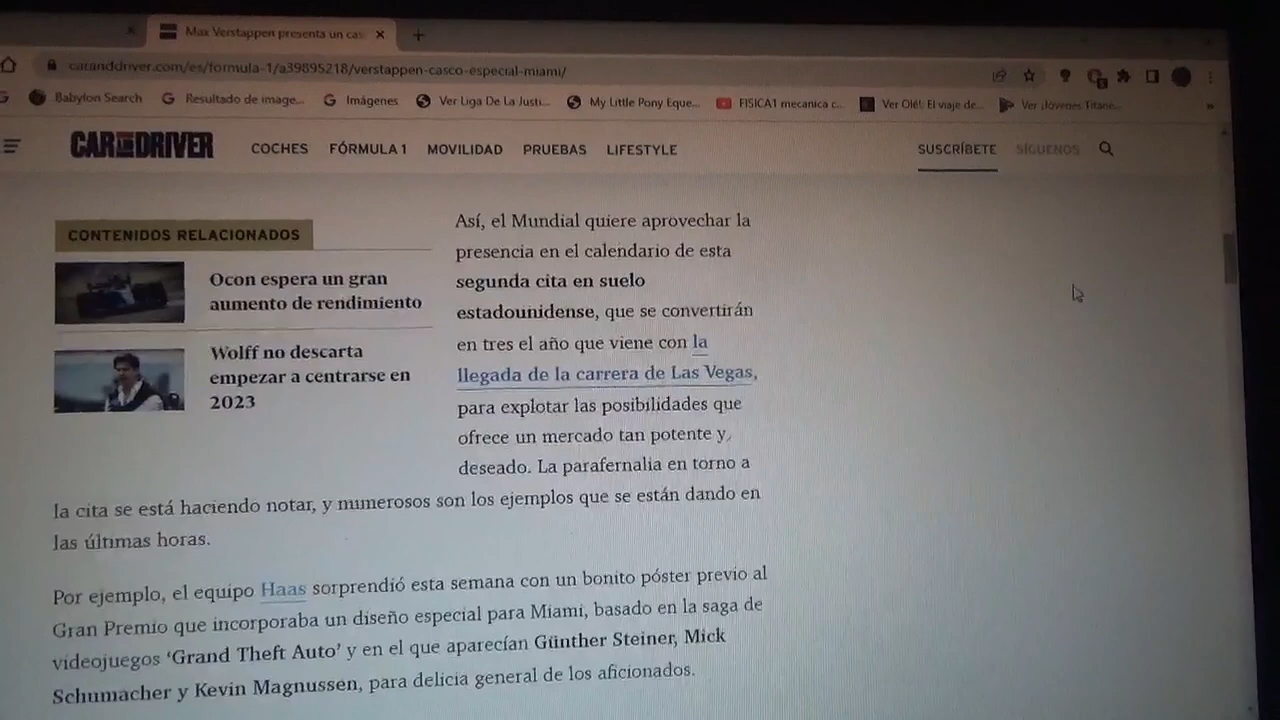 Max Verstappen presenta un cas
caranddriver.com/es/formula-1/a39895218/verstappen-casco-especial-miami/
Babylon Search
Resultado de image...
Imágenes
Ver Liga De La Justi...
My Little Pony Eque...
FISICA1 mecanica c...
Ver Olé!: El viaje de...
Ver ¡Jóvenes Titane...
CAR AND DRIVER
COCHES
FÓRMULA 1
MOVILIDAD
PRUEBAS
LIFESTYLE
SUSCRÍBETE
SÍGUENOS
CONTENIDOS RELACIONADOS
Ocon espera un gran
aumento de rendimiento
Wolff no descarta
empezar a centrarse en
2023
Así, el Mundial quiere aprovechar la
presencia en el calendario de esta
segunda cita en suelo
estadounidense, que se convertirán
en tres el año que viene con la
llegada de la carrera de Las Vegas,
para explotar las posibilidades que
ofrece un mercado tan potente y
deseado. La parafernalia en torno a
la cita se está haciendo notar, y numerosos son los ejemplos que se están dando en
las últimas horas.
Por ejemplo, el equipo Haas sorprendió esta semana con un bonito póster previo al
Gran Premio que incorporaba un diseño especial para Miami, basado en la saga de
videojuegos ‘Grand Theft Auto’ y en el que aparecían Günther Steiner, Mick
Schumacher y Kevin Magnussen, para delicia general de los aficionados.